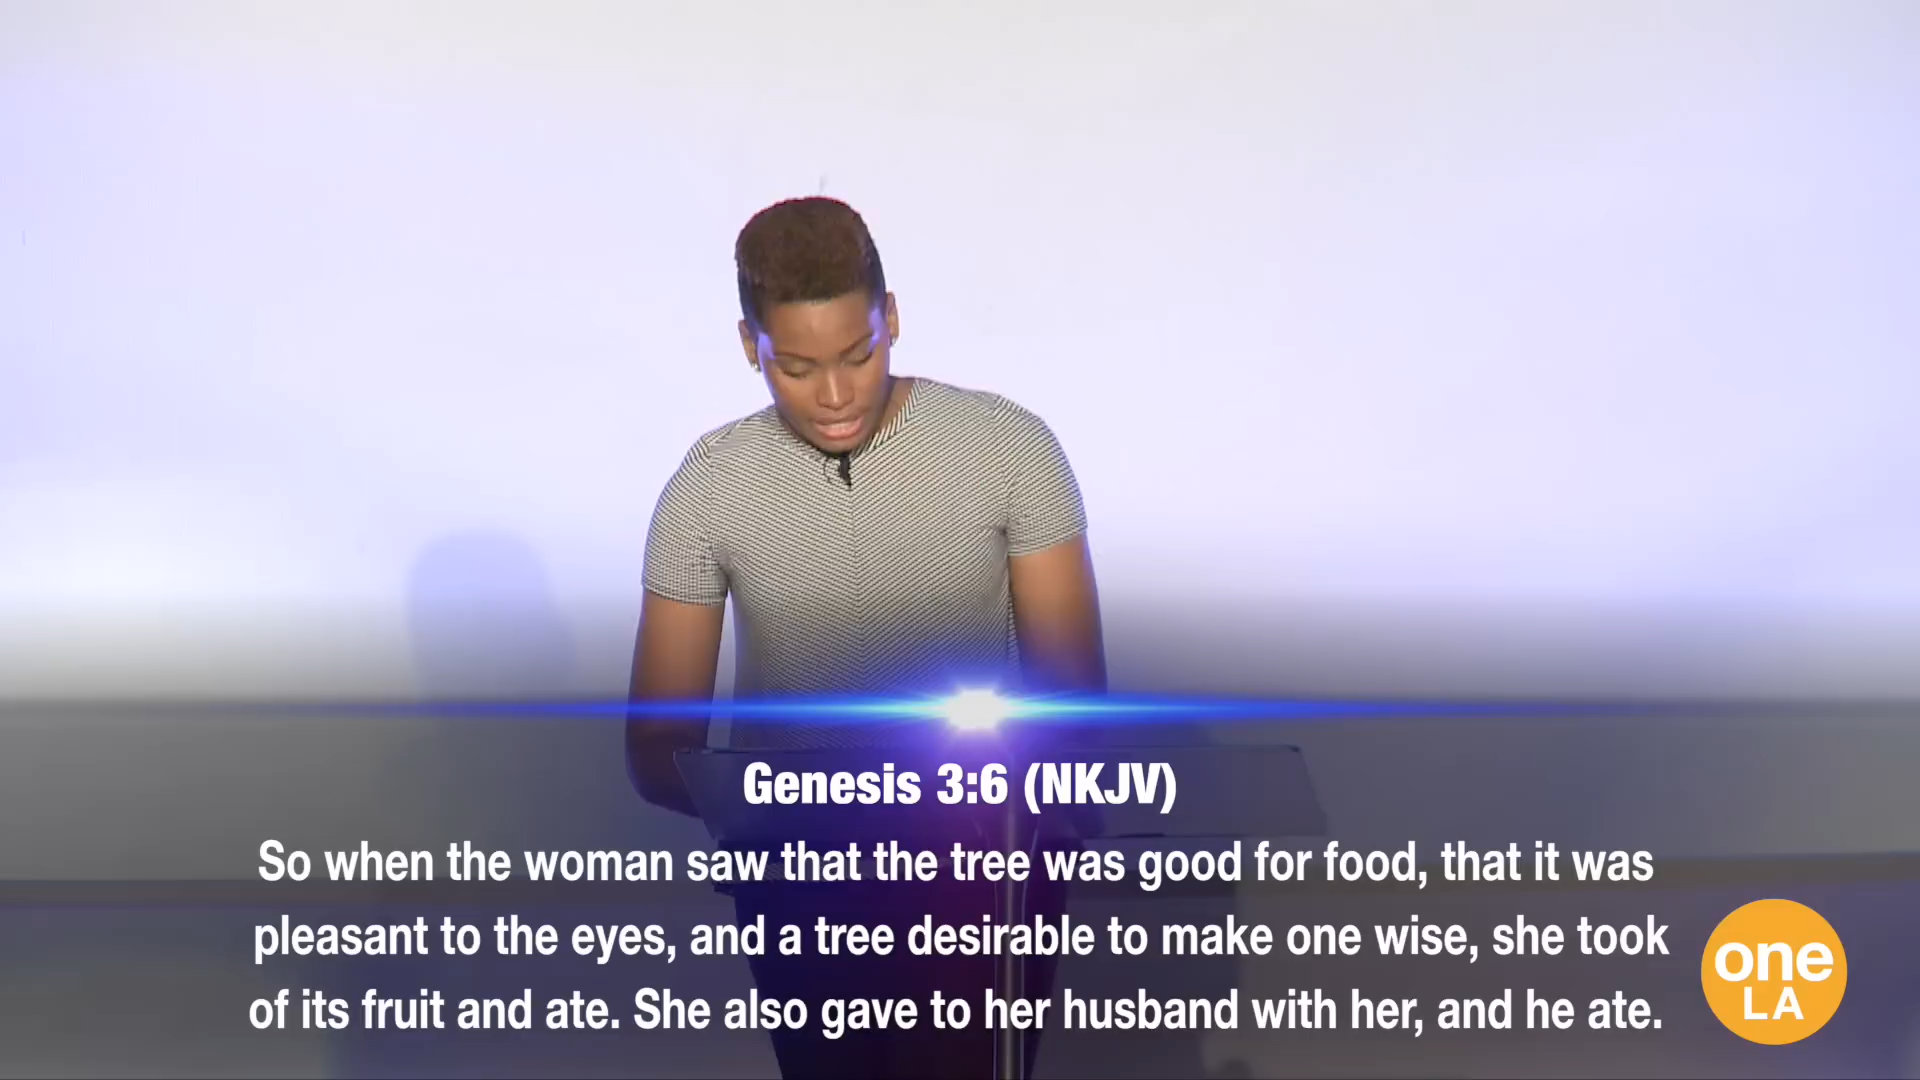 Genesis 3:6 (NKJV)
So when the woman saw that the tree was good for food, that it was
pleasant to the eyes, and a tree desirable to make one wise, she took
of its fruit and ate. She also gave to her husband with her, and he ate.
one
LA